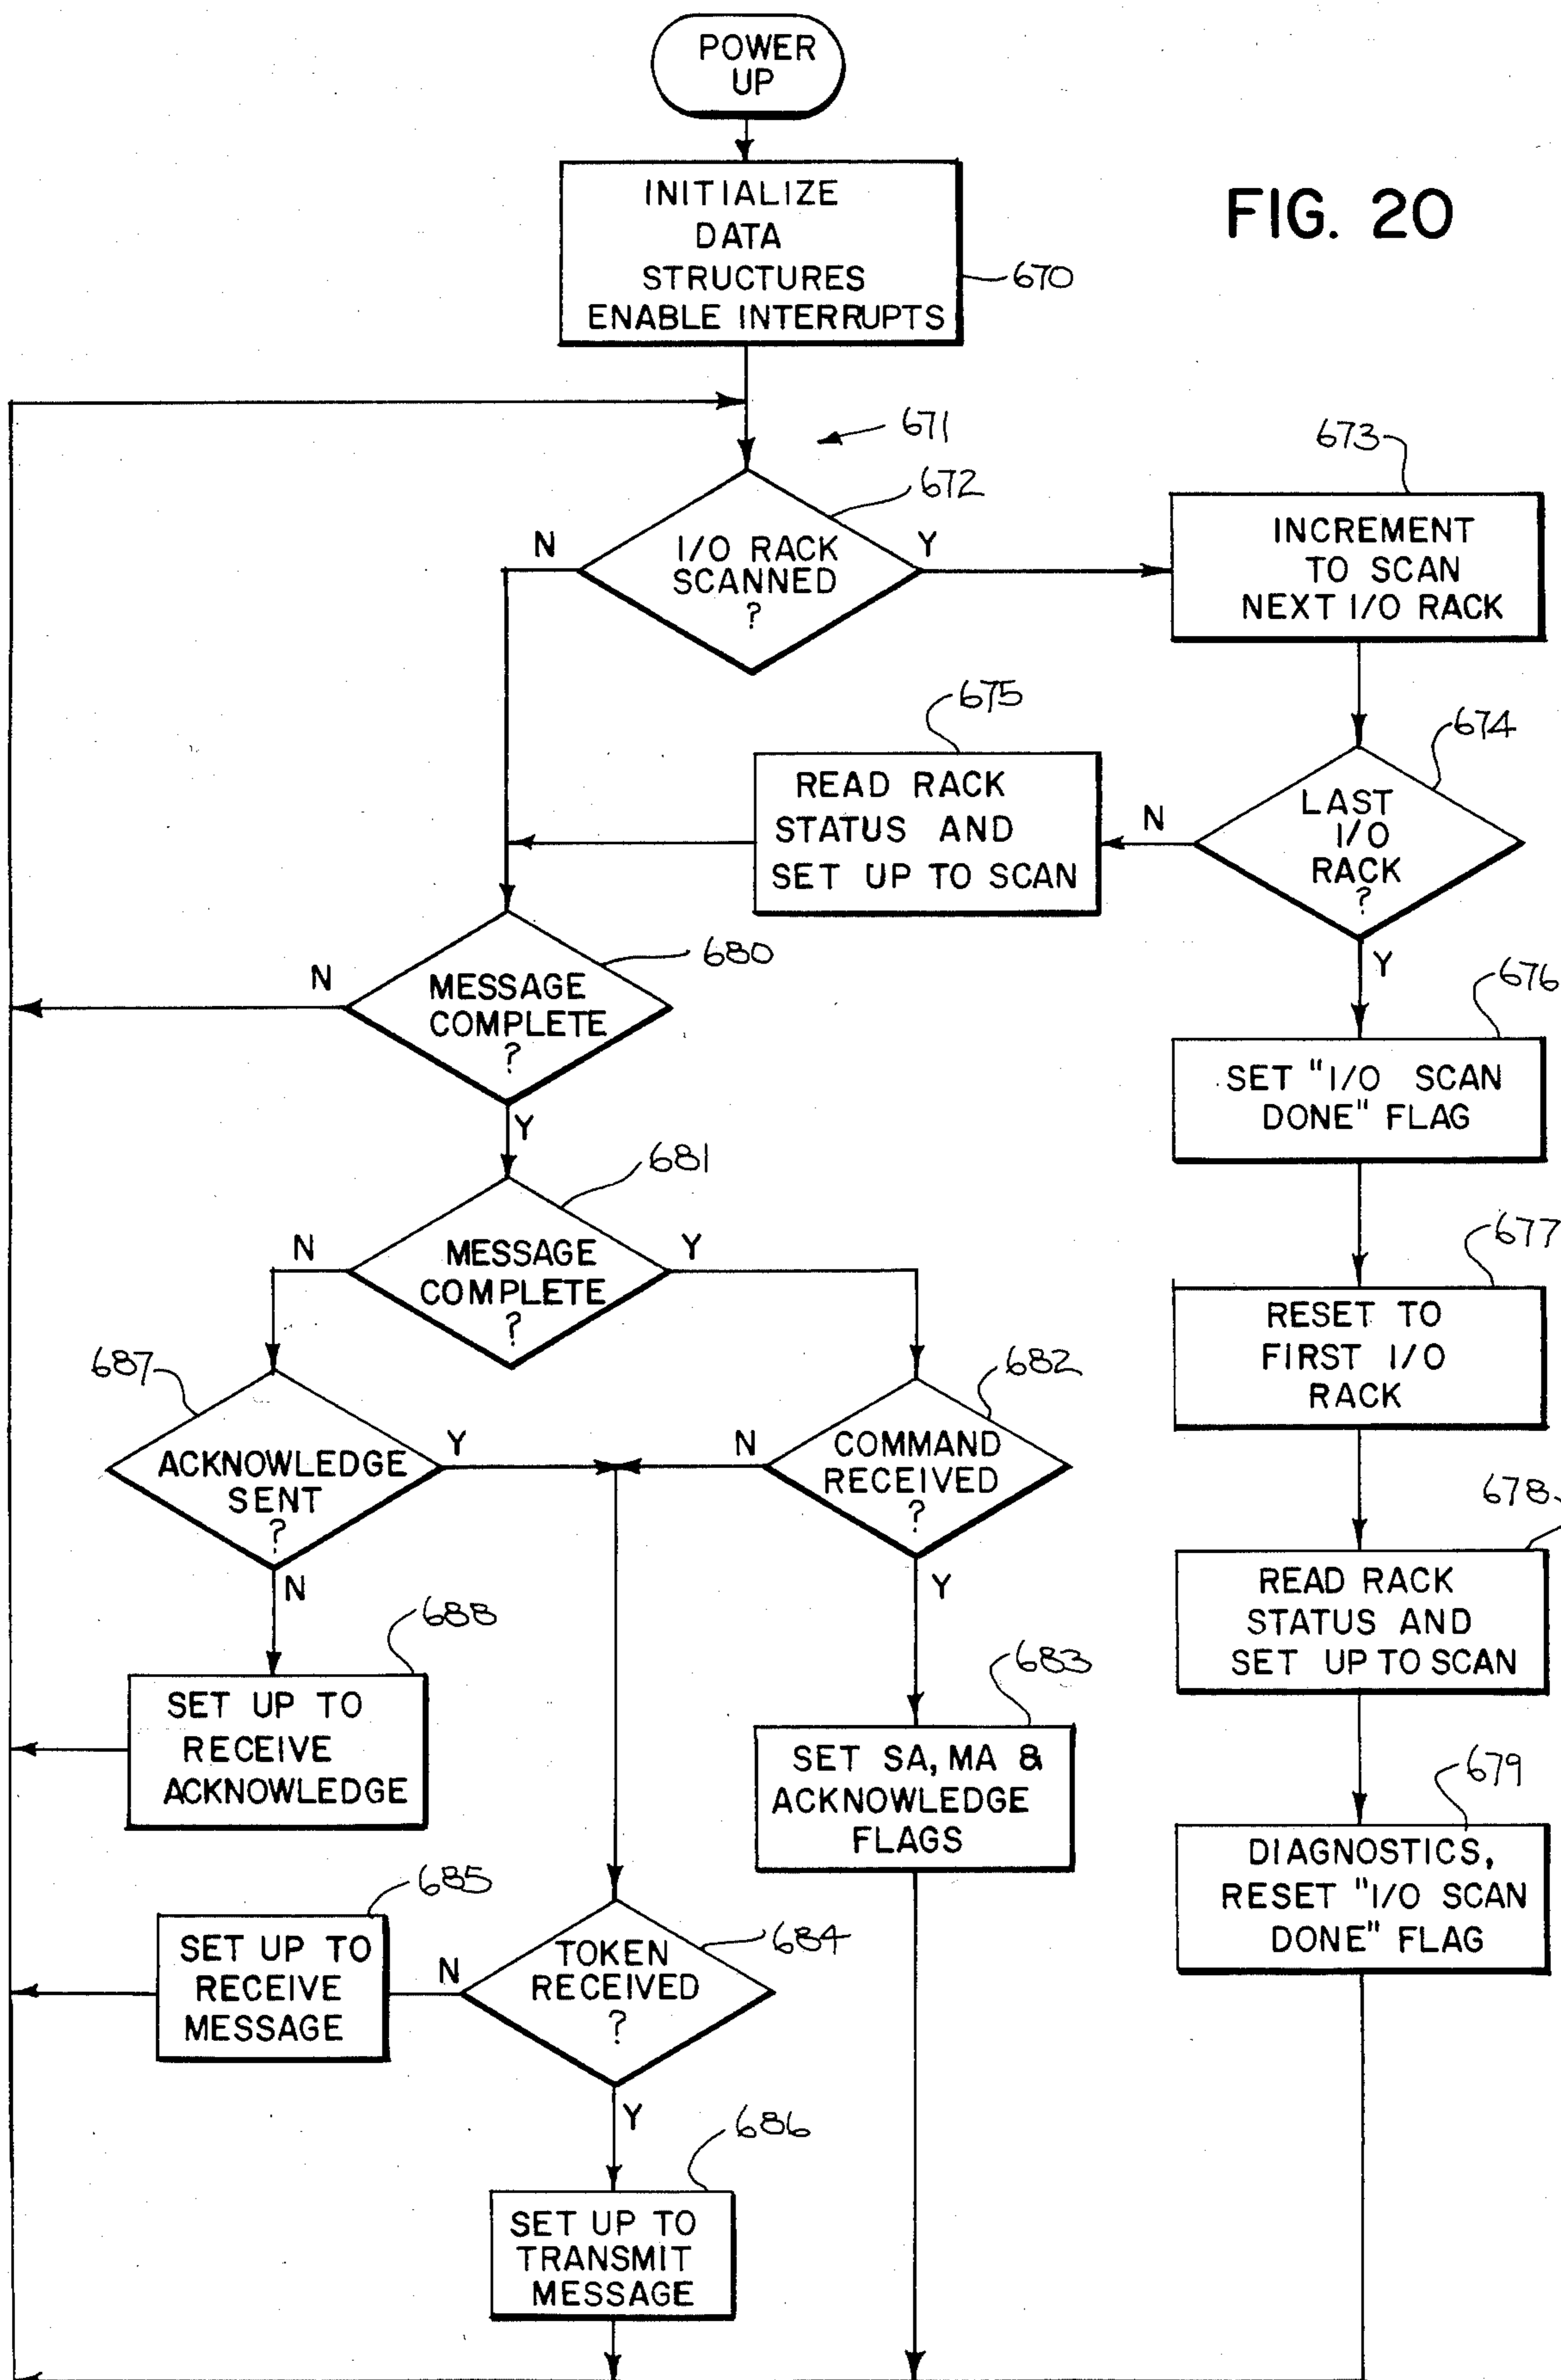 POWER
UP
INITIALIZE
DATA
STRUCTURES
ENABLE INTERRUPTS
670
FIG. 20
671
672
I/O RACK
SCANNED
?
N
Y
673
INCREMENT
TO SCAN
NEXT I/O RACK
674
LAST
I/O
RACK
?
N
Y
675
READ RACK
STATUS AND
SET UP TO SCAN
676
SET "I/O SCAN
DONE" FLAG
677
RESET TO
FIRST I/O
RACK
678
READ RACK
STATUS AND
SET UP TO SCAN
679
DIAGNOSTICS,
RESET "I/O SCAN
DONE" FLAG
680
MESSAGE
COMPLETE
?
N
Y
681
MESSAGE
COMPLETE
?
N
Y
682
COMMAND
RECEIVED
?
N
Y
683
SET SA, MA &
ACKNOWLEDGE
FLAGS
687
ACKNOWLEDGE
SENT
?
Y
N
688
SET UP TO
RECEIVE
ACKNOWLEDGE
684
TOKEN
RECEIVED
?
N
Y
685
SET UP TO
RECEIVE
MESSAGE
686
SET UP TO
TRANSMIT
MESSAGE